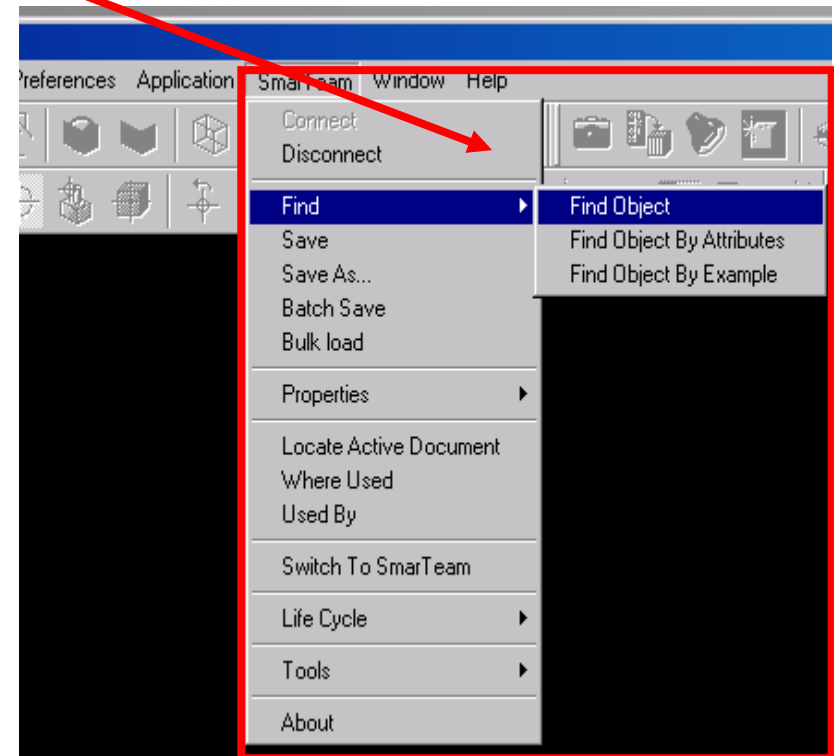 Preferences Application SmarTeam Window Help
Connect
Disconnect
Find
Find Object
Save
Find Object By Attributes
Save As...
Find Object By Example
Batch Save
Bulk load
Properties
Locate Active Document
Where Used
Used By
Switch To SmarTeam
Life Cycle
Tools
About